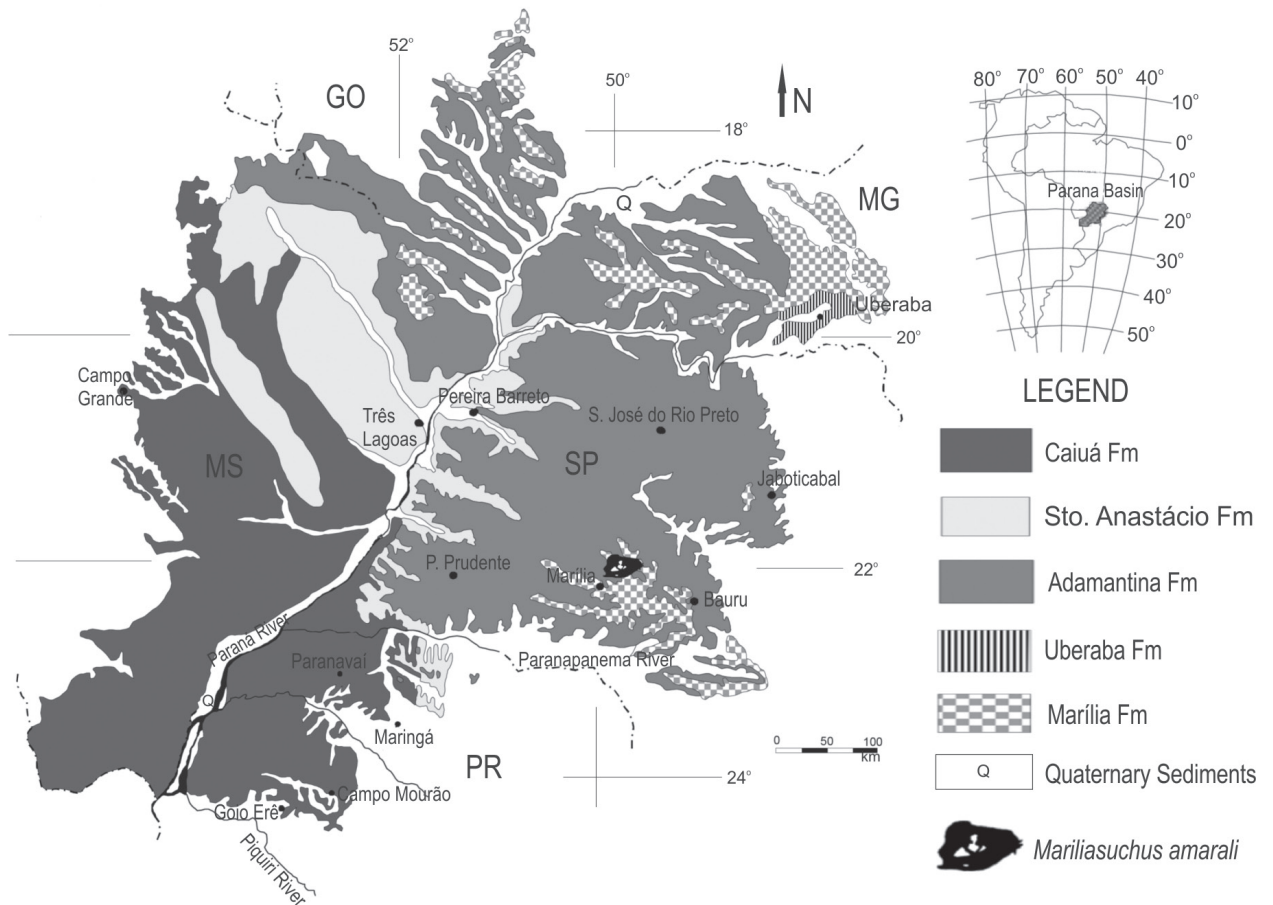 52°
GO
50°
N
18°
Q
MG
Uberaba
20°
Campo
Grande
Pereira Barreto
Três
Lagoas
S. José do Rio Preto
MS
SP
Jaboticabal
P. Prudente
22°
Marília
Bauru
Parana River
Paranavaí
Paranapanema River
Q
Maringá
PR
0 50 100
km
24°
Campo Mourão
Goio Erê
Piquiri River
80° 70° 60° 50° 40°
10°
0°
10°
Parana Basin
20°
30°
40°
50°
LEGEND
Caiuá Fm
Sto. Anastácio Fm
Adamantina Fm
Uberaba Fm
Marília Fm
Q Quaternary Sediments
Mariliasuchus amarali